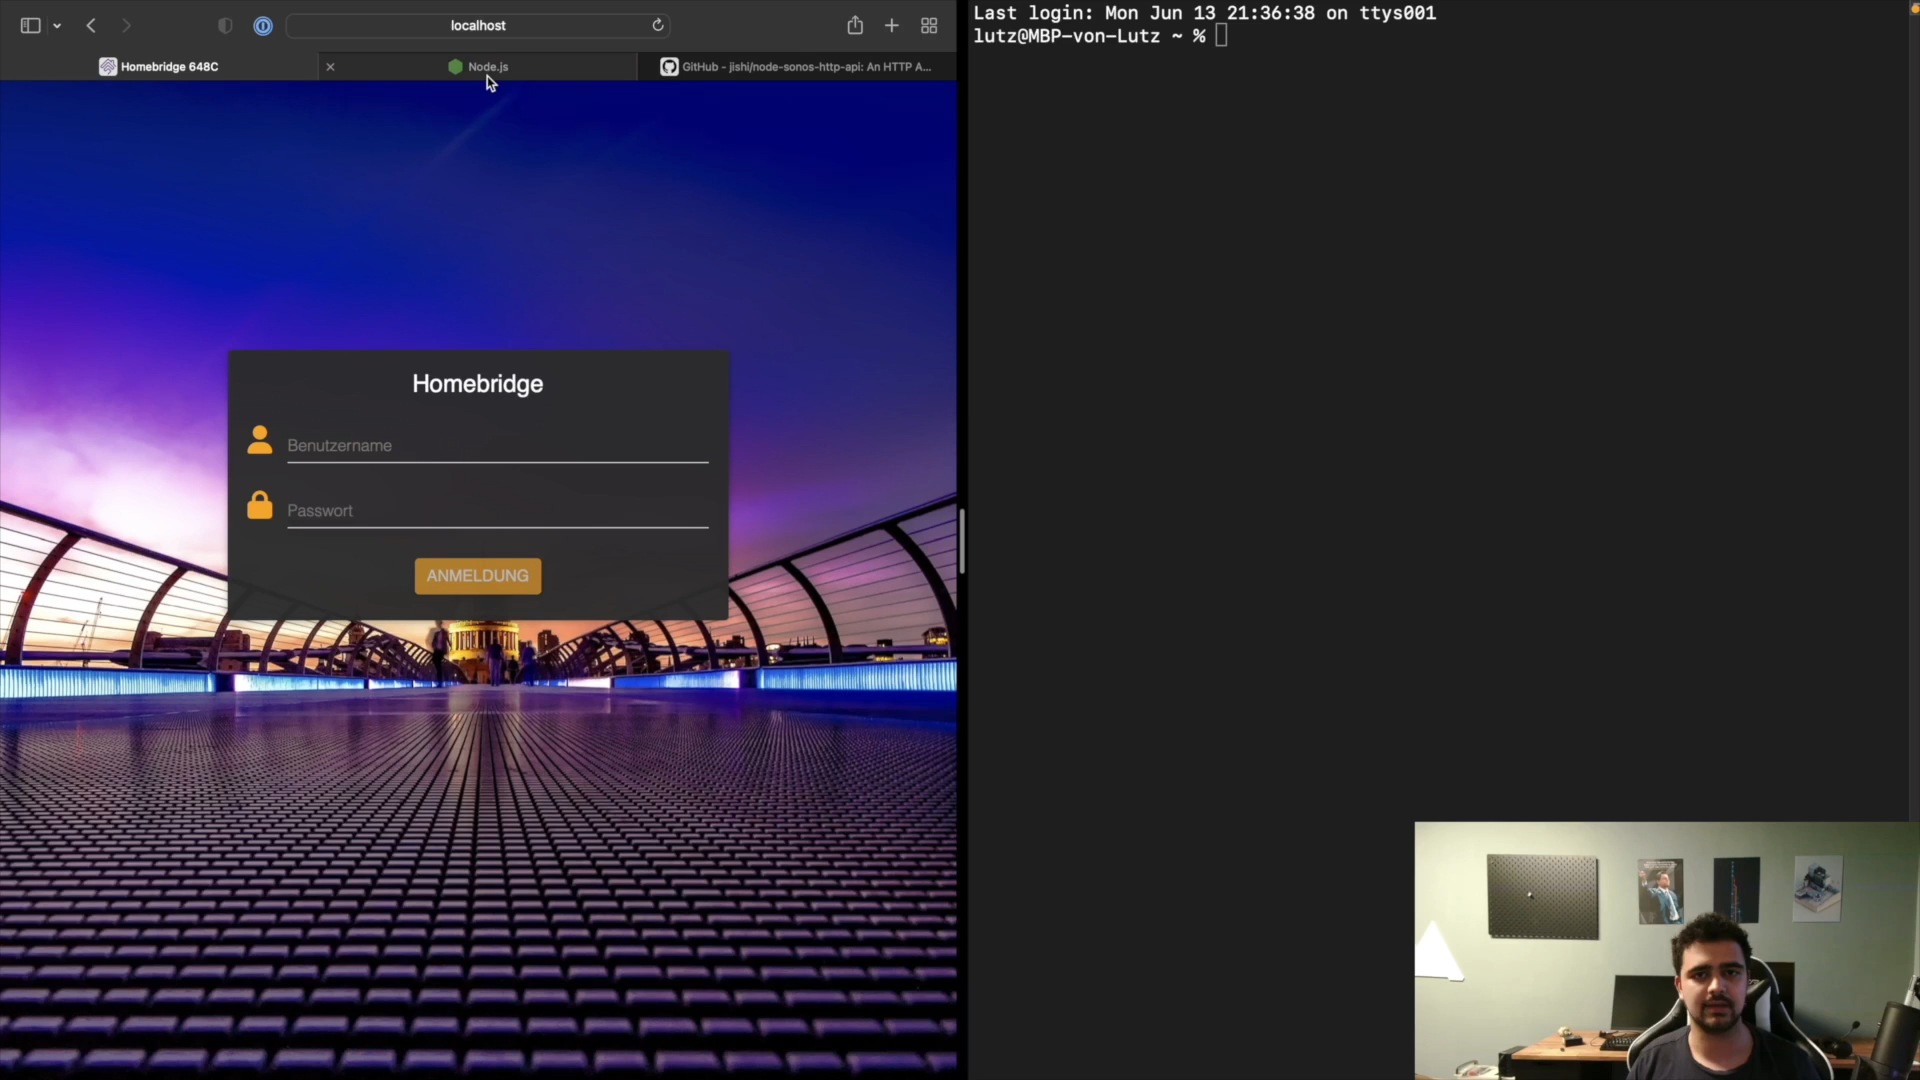 localhost
Homebridge 648C
Node.js
GitHub - jishi/node-sonos-http-api: An HTTP A...
Homebridge
Benutzername
Passwort
ANMELDUNG
Last login: Mon Jun 13 21:36:38 on ttys001
lutz@MBP-von-Lutz ~ %